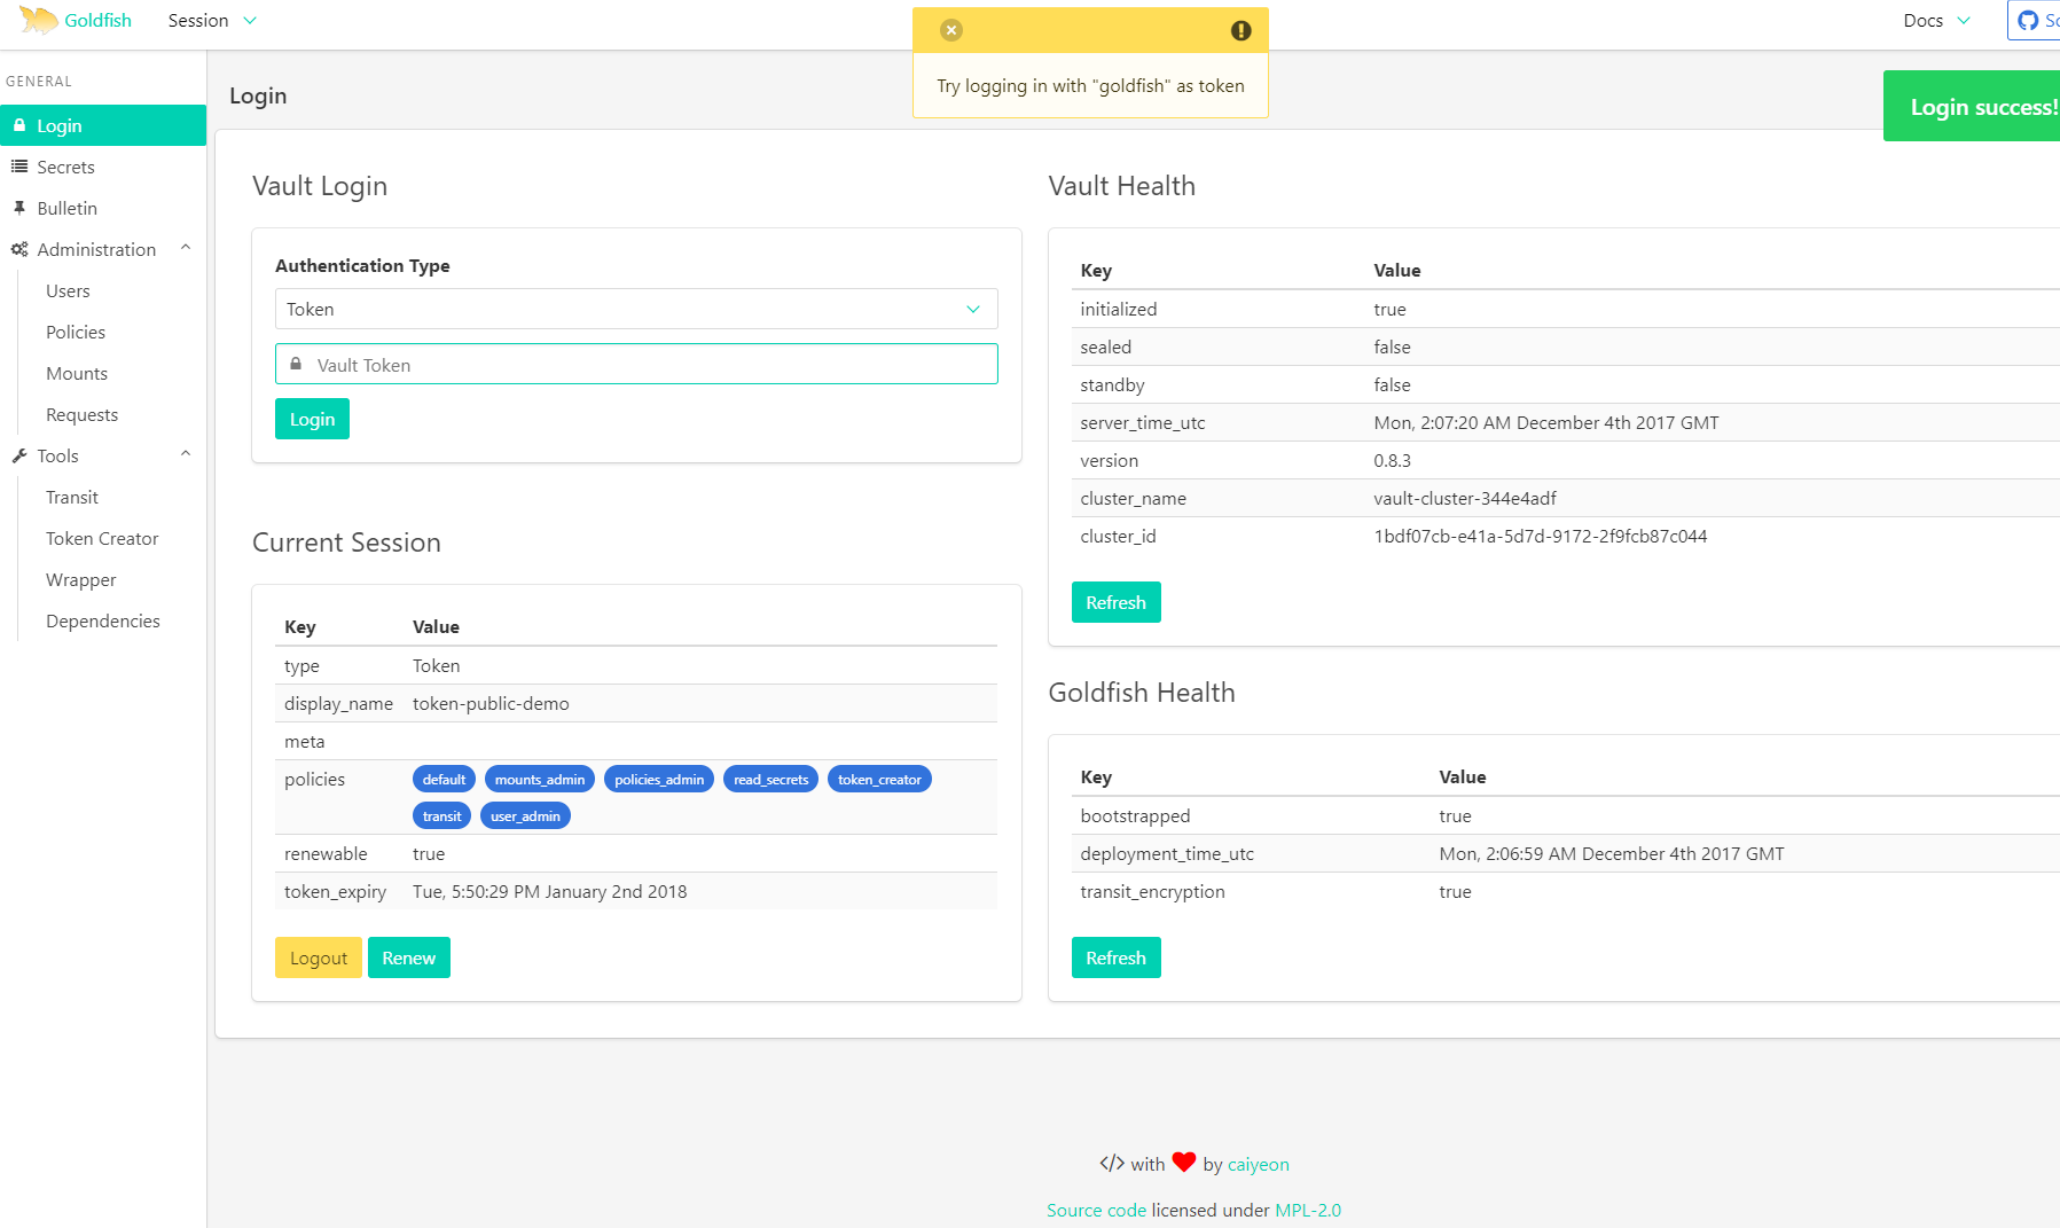 Goldfish
Session
Docs
Try logging in with "goldfish" as token
Login success!
GENERAL
Login
Secrets
Bulletin
Administration
Users
Policies
Mounts
Requests
Tools
Transit
Token Creator
Wrapper
Dependencies
Login
Vault Login
Authentication Type
Token
Vault Token
Login
Current Session
Key Value
type Token
display_name token-public-demo
meta
policies default mounts_admin policies_admin read_secrets token_creator
transit user_admin
renewable true
token_expiry Tue, 5:50:29 PM January 2nd 2018
Logout Renew
Vault Health
Key Value
initialized true
sealed false
standby false
server_time_utc Mon, 2:07:20 AM December 4th 2017 GMT
version 0.8.3
cluster_name vault-cluster-344e4adf
cluster_id 1bdf07cb-e41a-5d7d-9172-2f9fcb87c044
Refresh
Goldfish Health
Key Value
bootstrapped true
deployment_time_utc Mon, 2:06:59 AM December 4th 2017 GMT
transit_encryption true
Refresh
</> with ❤ by caiyeon
Source code licensed under MPL-2.0